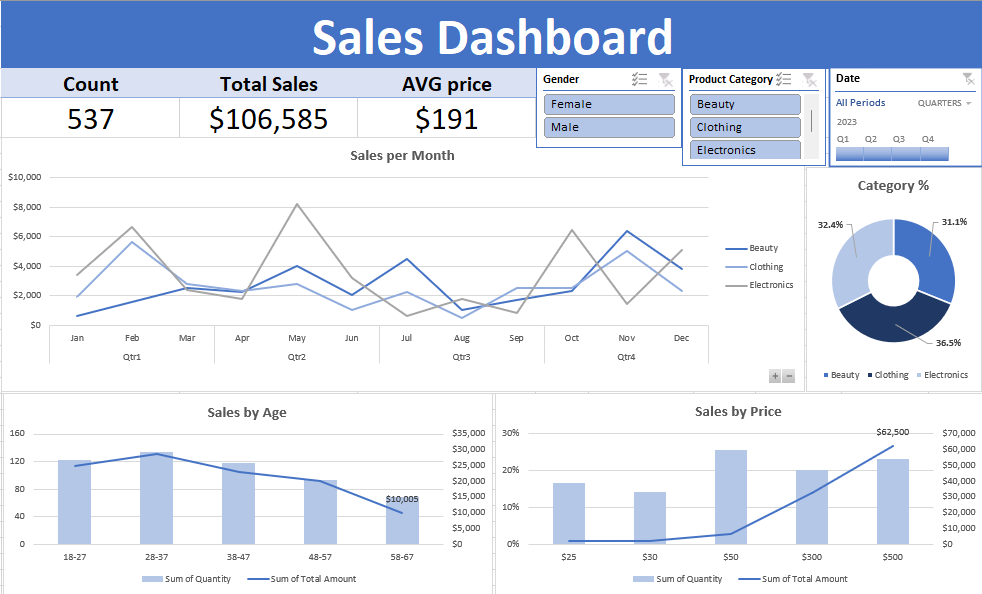 Sales Dashboard
Count
Total Sales
AVG price
537
$106,585
$191
Gender
Female
Male
Product Category
Beauty
Clothing
Electronics
Date
All Periods
QUARTERS
2023
Q1 Q2 Q3 Q4
Sales per Month
$10,000
$8,000
$6,000
$4,000
$2,000
$0
Jan Feb Mar Apr May Jun Jul Aug Sep Oct Nov Dec
Qtr1 Qtr2 Qtr3 Qtr4
Beauty
Clothing
Electronics
Category %
32.4%
31.1%
36.5%
Beauty Clothing Electronics
Sales by Age
160
120
80
40
0
$35,000
$30,000
$25,000
$20,000
$15,000
$10,000
$5,000
$0
$10,005
18-27 28-37 38-47 48-57 58-67
Sum of Quantity Sum of Total Amount
Sales by Price
30%
20%
10%
0%
$62,500
$70,000
$60,000
$50,000
$40,000
$30,000
$20,000
$10,000
$0
$25 $30 $50 $300 $500
Sum of Quantity Sum of Total Amount